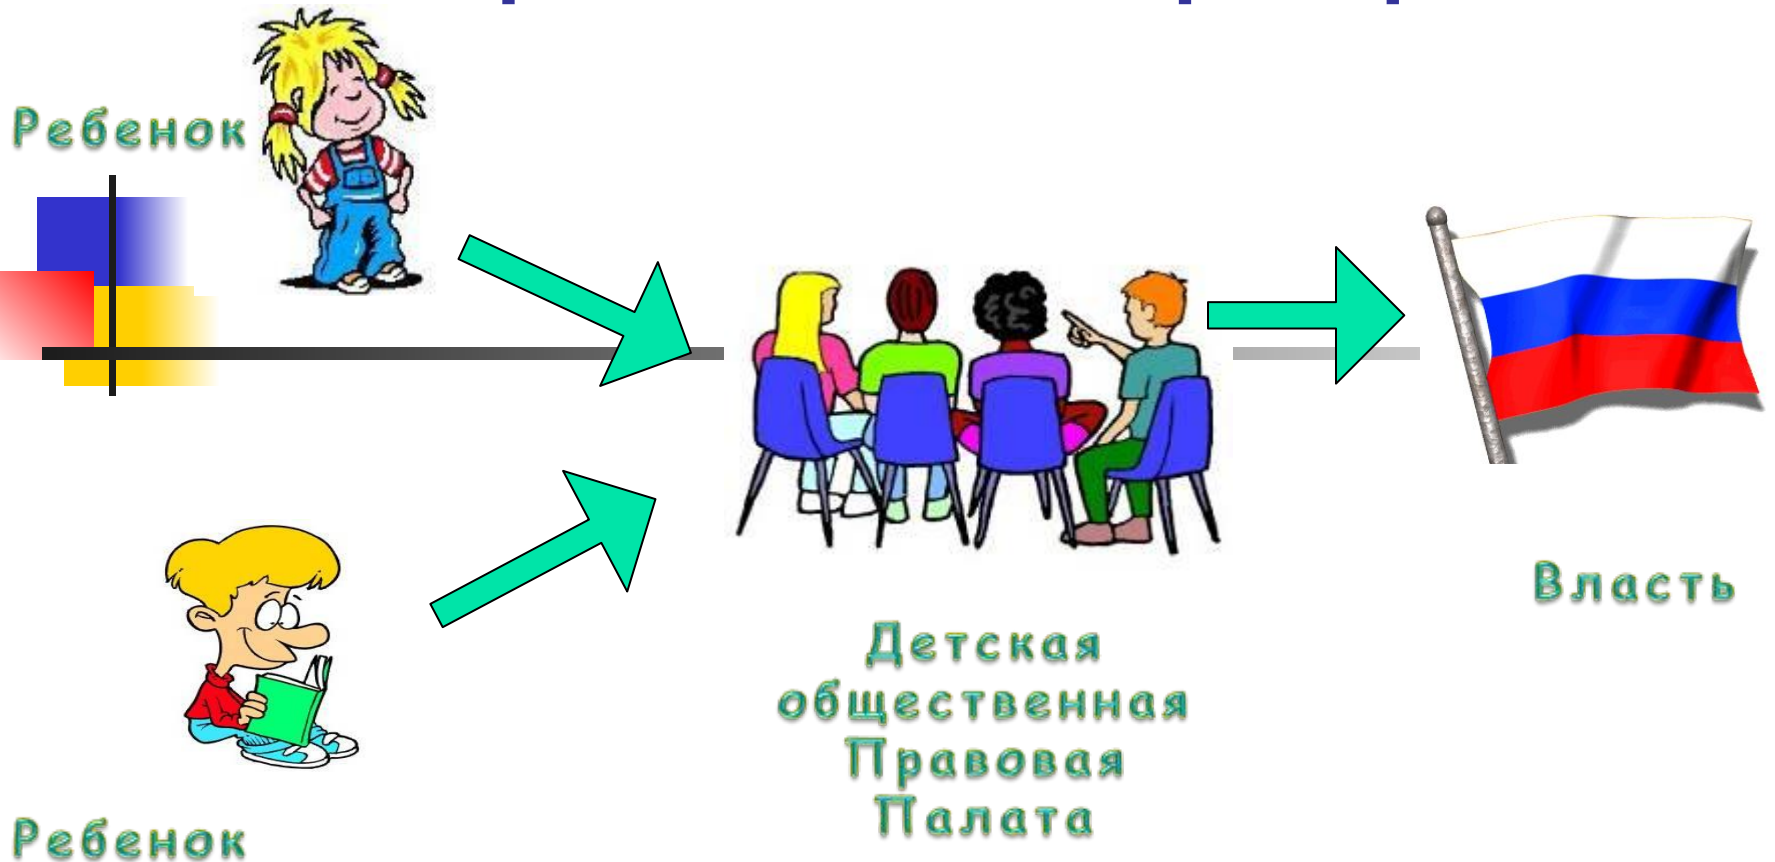 Ребенок
Власть
Детская
общественная
Правовая
Палата
Ребенок